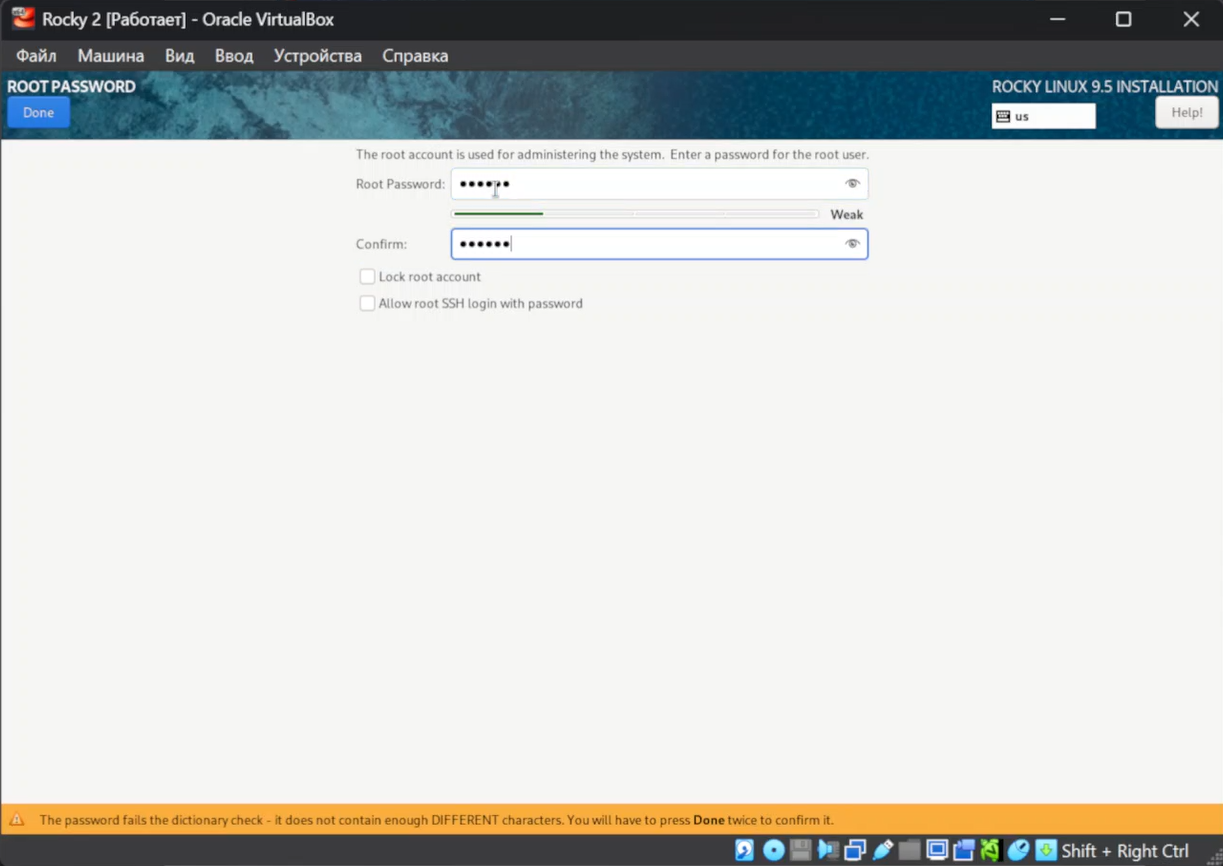 Rocky 2 [Работает] - Oracle VirtualBox
Файл Машина Вид Ввод Устройства Справка
ROOT PASSWORD
Done
ROCKY LINUX 9.5 INSTALLATION
us
Help!
The root account is used for administering the system. Enter a password for the root user.
Root Password: ••••••
Weak
Confirm: ••••••
Lock root account
Allow root SSH login with password
The password fails the dictionary check - it does not contain enough DIFFERENT characters. You will have to press Done twice to confirm it.
Shift + Right Ctrl